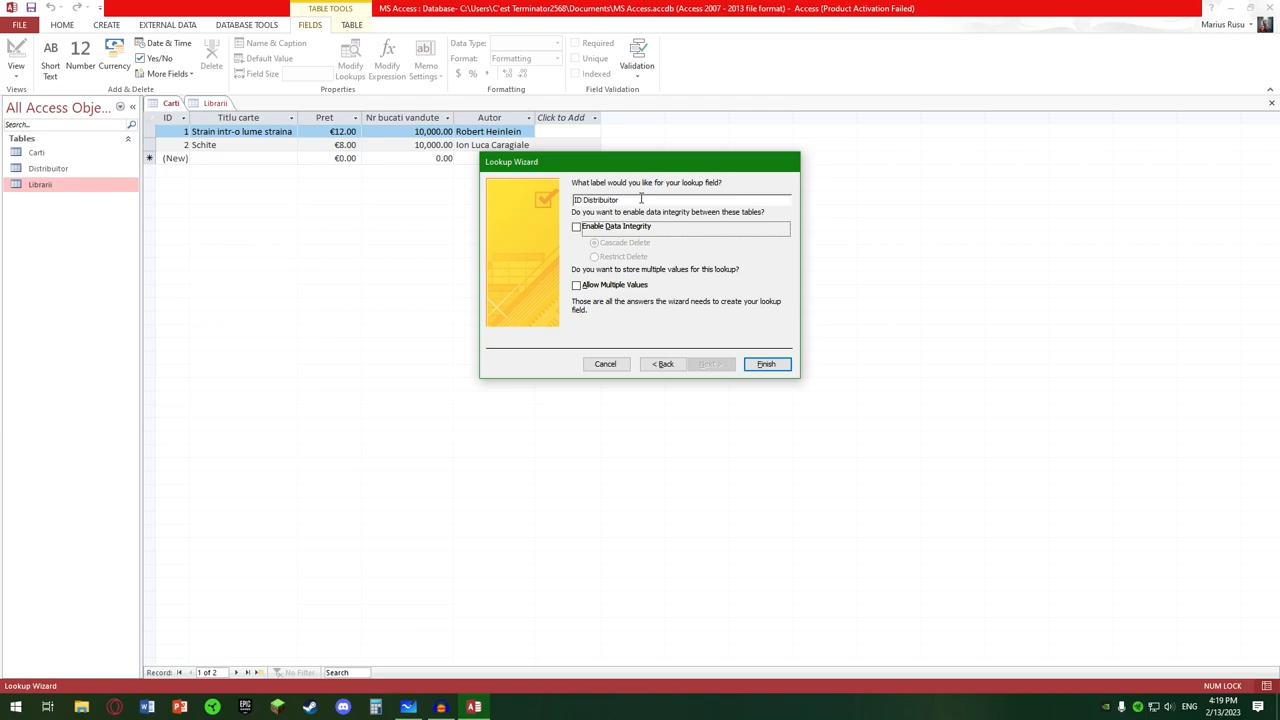 TABLE TOOLS
MS Access : Database- C:\Users\C'est Terminator2568\Documents\MS Access.accdb (Access 2007 - 2013 file format) - Access (Product Activation Failed)
FILE HOME CREATE EXTERNAL DATA DATABASE TOOLS FIELDS TABLE
Marius Rusu
View
Views
AB
Short Text
12
Number
Currency
Date & Time
Yes/No
More Fields
Delete
Add & Delete
Name & Caption
Default Value
Field Size
Modify Lookups
fx
Modify Expression
ab
Memo Settings
Properties
Data Type:
Format: Formatting
$ % ,
Formatting
Required
Unique
Indexed
Validation
Field Validation
All Access Obje...
Search...
Tables
Carti
Distribuitor
Librarii
Carti Librarii
ID Titlu carte Pret Nr bucati vandute Autor Click to Add
1 Strain intr-o lume straina €12.00 10,000.00 Robert Heinlein
2 Schite €8.00 10,000.00 Ion Luca Caragiale
(New) €0.00 0.00
Lookup Wizard
What label would you like for your lookup field?
ID Distribuitor
Do you want to enable data integrity between these tables?
Enable Data Integrity
Cascade Delete
Restrict Delete
Do you want to store multiple values for this lookup?
Allow Multiple Values
Those are all the answers the wizard needs to create your lookup
field.
Cancel < Back Next > Finish
Record: 1 of 2 No Filter Search
Lookup Wizard
NUM LOCK
4:19 PM
2/13/2023